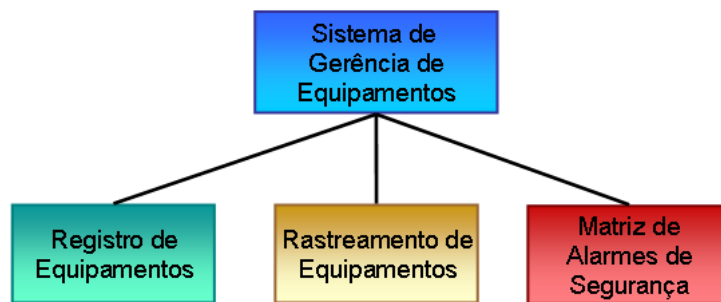 Sistema de
Gerência de
Equipamentos
Registro de
Equipamentos
Rastreamento de
Equipamentos
Matriz de
Alarmes de
Segurança